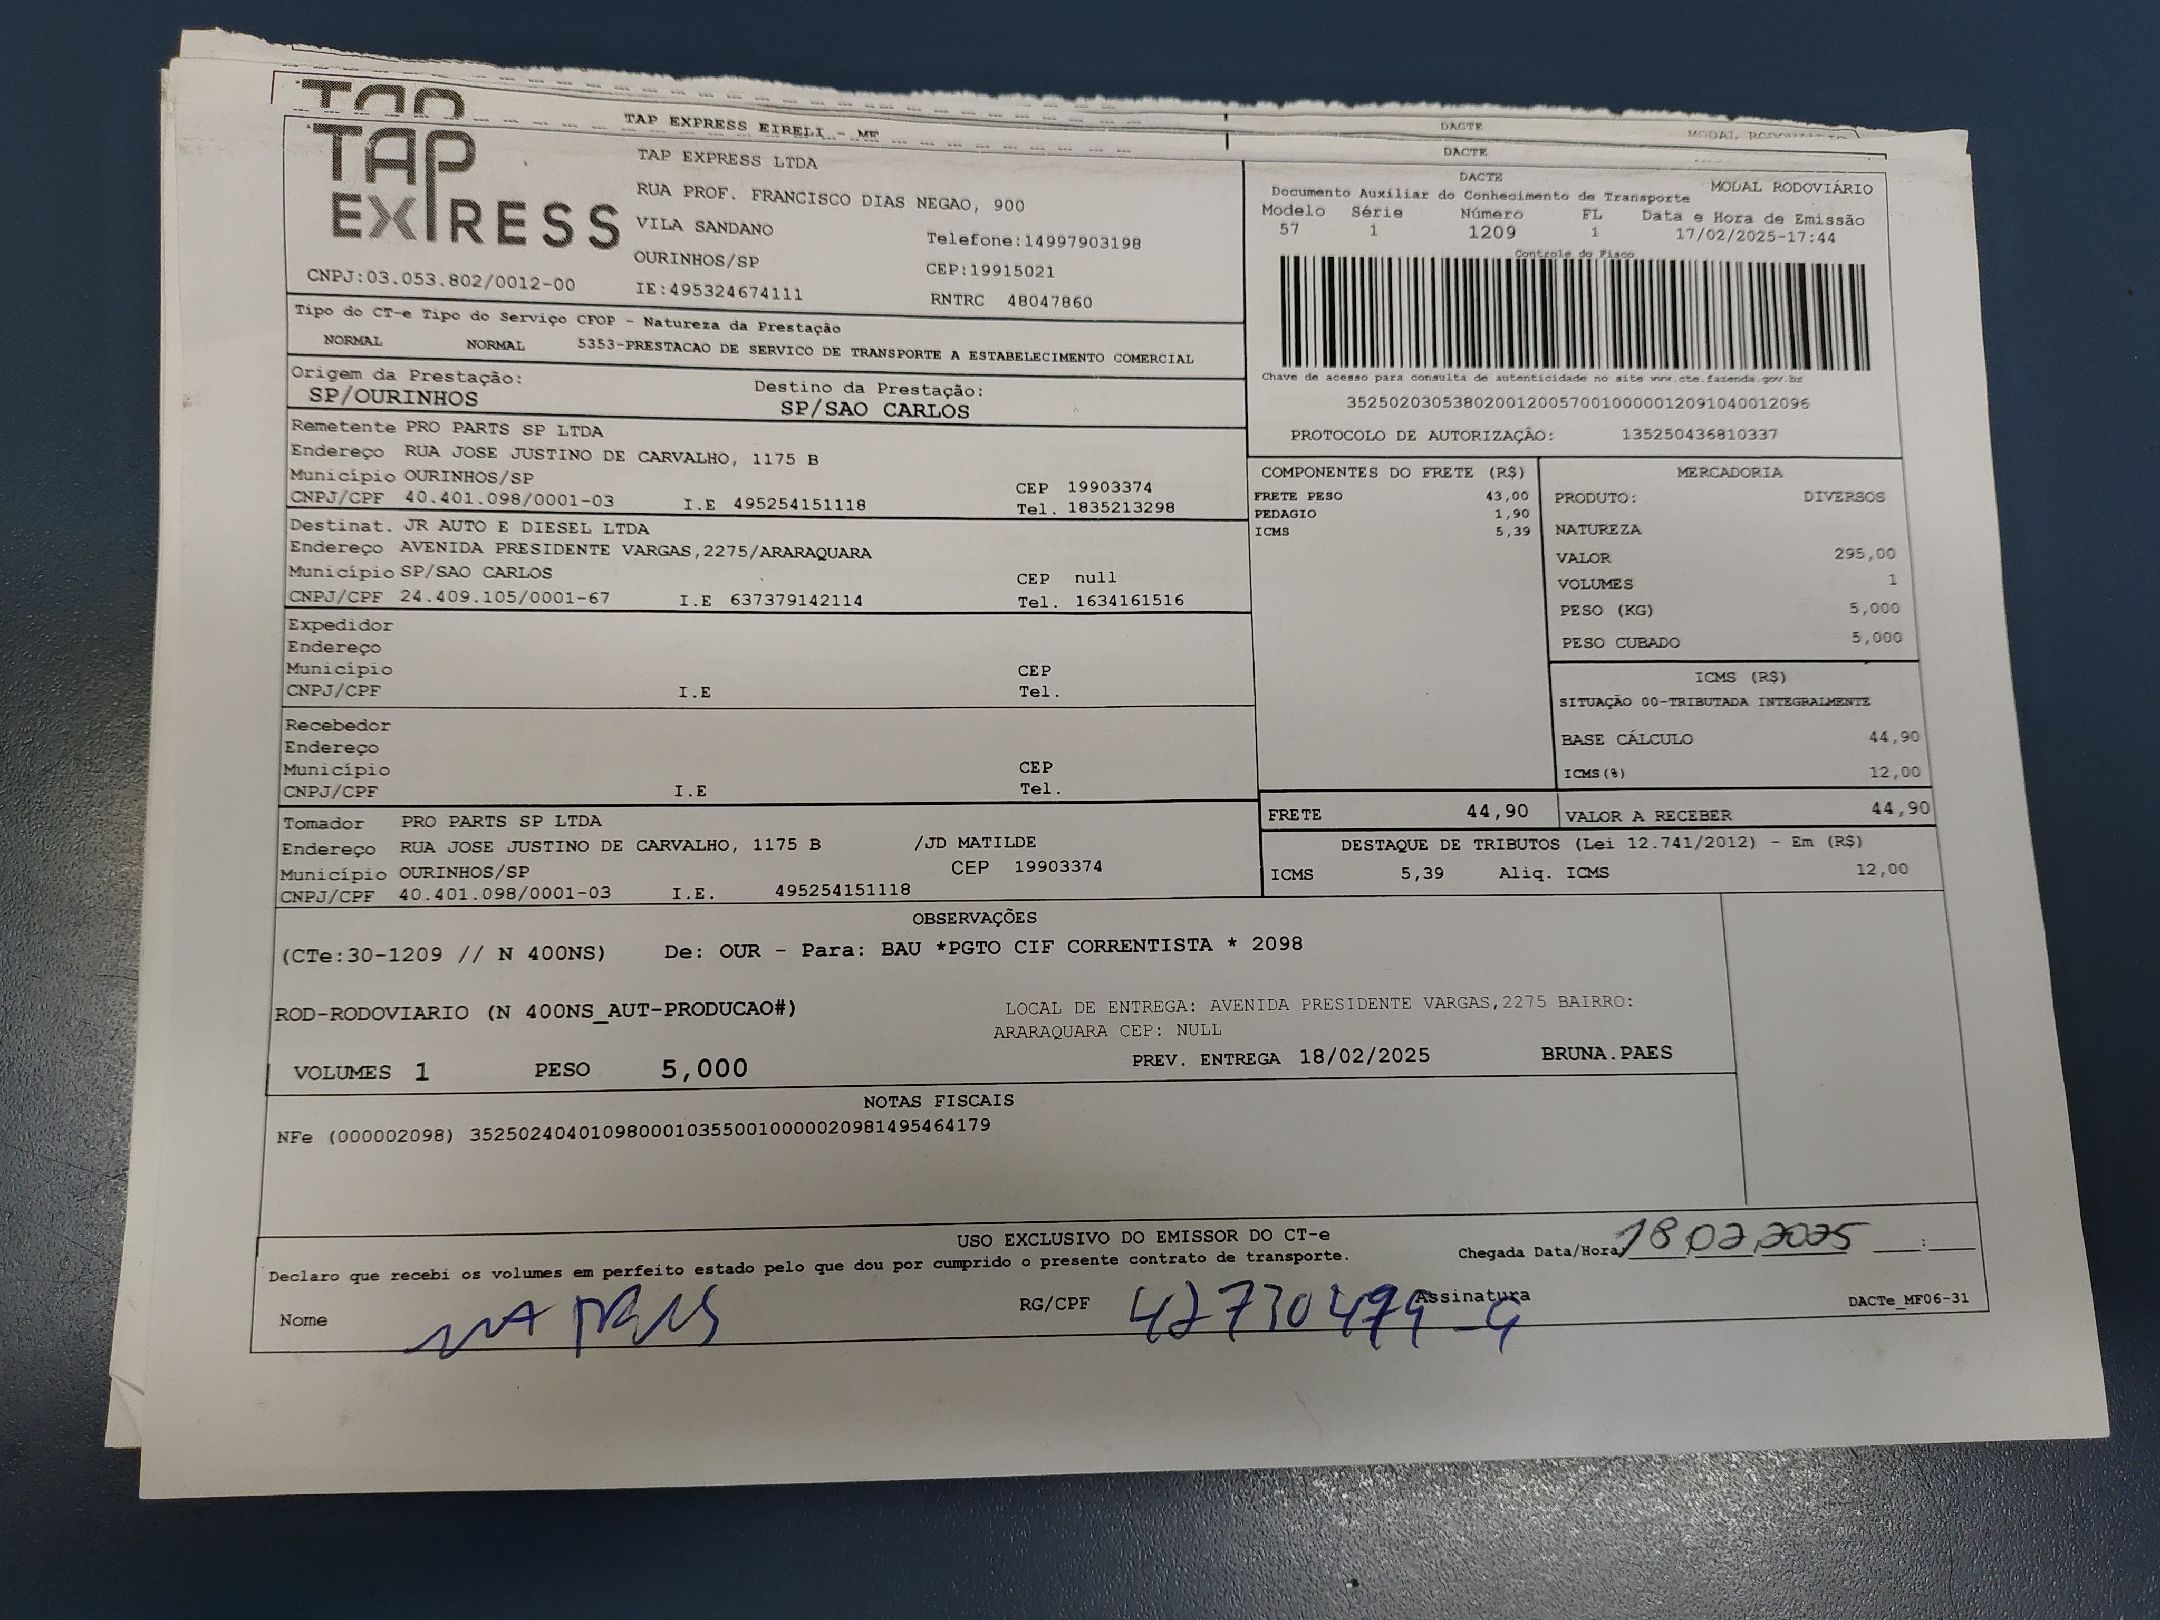 TAP EXPRESS EIRELI - ME
DACTE
DACTE
TAP EXPRESS
CNPJ:03.053.802/0012-00
TAP EXPRESS LTDA
RUA PROF. FRANCISCO DIAS NEGAO, 900
VILA SANDANO
OURINHOS/SP
IE:495324674111
Telefone:14997903198
CEP:19915021
RNTRC 48047860
DACTE
Documento Auxiliar do Conhecimento de Transporte
MODAL RODOVIÁRIO
Modelo Série Número FL Data e Hora de Emissão
57 1 1209 1 17/02/2025-17:44
Controle do Fisco
Chave de acesso para consulta de autenticidade no site www.cte.fazenda.gov.br
35250203053802001200570010000012091040012096
PROTOCOLO DE AUTORIZAÇÃO: 135250436810337
Tipo do CT-e Tipo do Serviço CFOP - Natureza da Prestação
NORMAL NORMAL 5353-PRESTACAO DE SERVICO DE TRANSPORTE A ESTABELECIMENTO COMERCIAL
Origem da Prestação: Destino da Prestação:
SP/OURINHOS SP/SAO CARLOS
Remetente PRO PARTS SP LTDA
Endereço RUA JOSE JUSTINO DE CARVALHO, 1175 B
Município OURINHOS/SP CEP 19903374
CNPJ/CPF 40.401.098/0001-03 I.E 495254151118 Tel. 1835213298
Destinat. JR AUTO E DIESEL LTDA
Endereço AVENIDA PRESIDENTE VARGAS,2275/ARARAQUARA
Município SP/SAO CARLOS CEP null
CNPJ/CPF 24.409.105/0001-67 I.E 637379142114 Tel. 1634161516
Expedidor
Endereço
Município CEP
CNPJ/CPF I.E Tel.
Recebedor
Endereço
Município CEP
CNPJ/CPF I.E Tel.
Tomador PRO PARTS SP LTDA
Endereço RUA JOSE JUSTINO DE CARVALHO, 1175 B /JD MATILDE
Município OURINHOS/SP CEP 19903374
CNPJ/CPF 40.401.098/0001-03 I.E. 495254151118
COMPONENTES DO FRETE (R$)
FRETE PESO 43,00
PEDAGIO 1,90
ICMS 5,39
MERCADORIA
PRODUTO: DIVERSOS
NATUREZA
VALOR 295,00
VOLUMES 1
PESO (KG) 5,000
PESO CUBADO 5,000
ICMS (R$)
SITUAÇÃO 00-TRIBUTADA INTEGRALMENTE
BASE CÁLCULO 44,90
ICMS(%) 12,00
FRETE 44,90 VALOR A RECEBER 44,90
DESTAQUE DE TRIBUTOS (Lei 12.741/2012) - Em (R$)
ICMS 5,39 Aliq. ICMS 12,00
OBSERVAÇÕES
(CTe:30-1209 // N 400NS) De: OUR - Para: BAU *PGTO CIF CORRENTISTA * 2098
ROD-RODOVIARIO (N 400NS_AUT-PRODUCAO#)
LOCAL DE ENTREGA: AVENIDA PRESIDENTE VARGAS,2275 BAIRRO:
ARARAQUARA CEP: NULL
VOLUMES 1 PESO 5,000 PREV. ENTREGA 18/02/2025 BRUNA.PAES
NOTAS FISCAIS
NFe (000002098) 35250240401098000103550010000020981495464179
USO EXCLUSIVO DO EMISSOR DO CT-e
Declaro que recebi os volumes em perfeito estado pelo que dou por cumprido o presente contrato de transporte.
Chegada Data/Hora 18 02 2025 :
Nome RG/CPF Assinatura DACTe_MF06-31